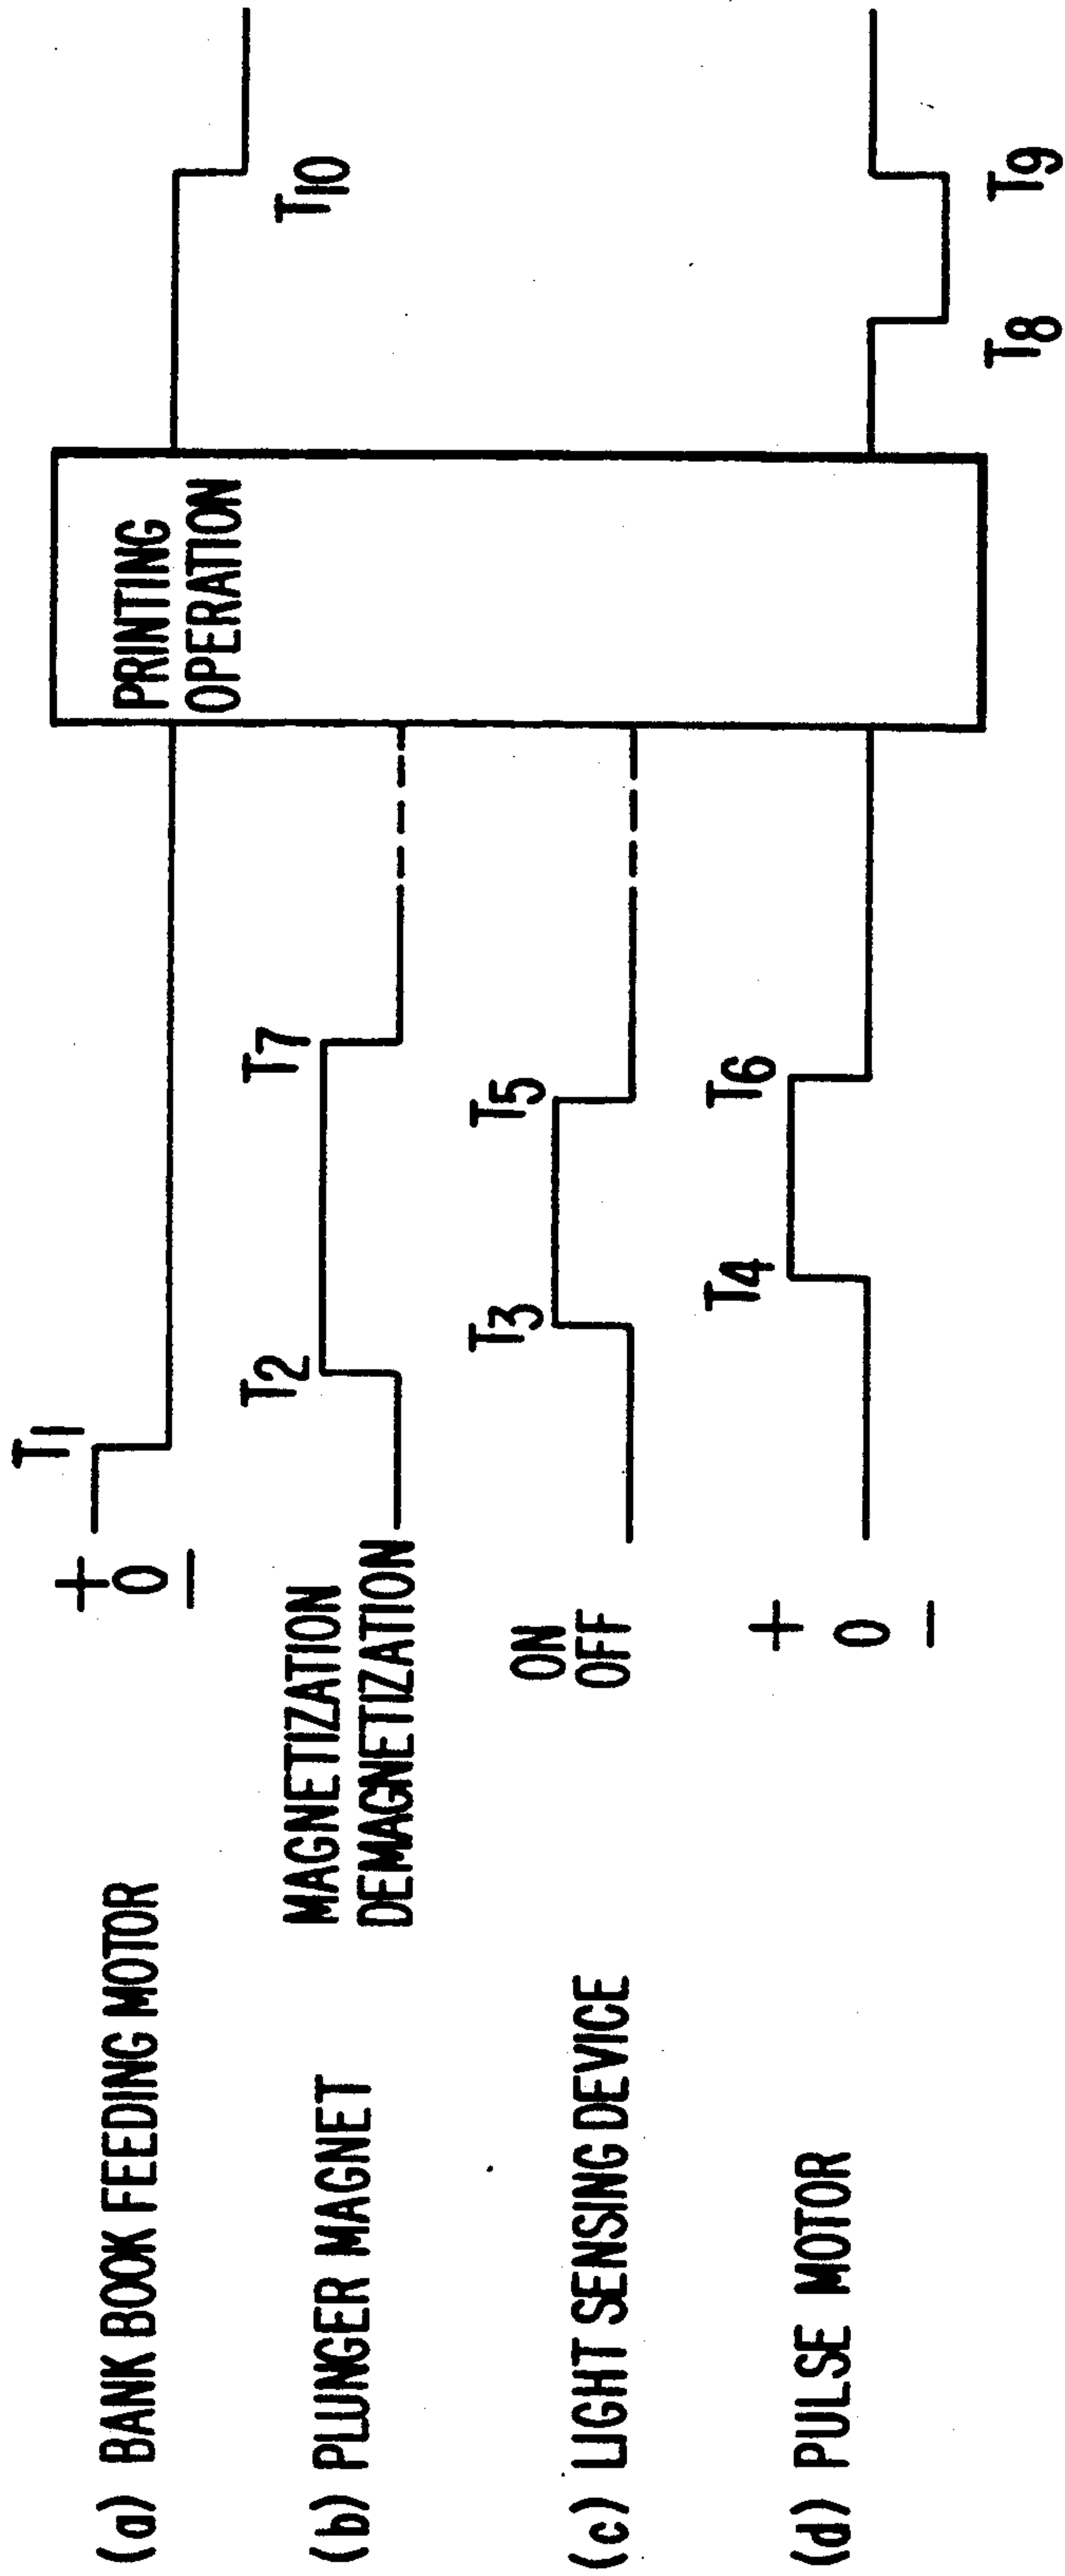 (a) BANK BOOK FEEDING MOTOR
+
0
−
T1
T10
PRINTING
OPERATION
(b) PLUNGER MAGNET
MAGNETIZATION
DEMAGNETIZATION
T2
T7
(c) LIGHT SENSING DEVICE
ON
OFF
T3
T5
(d) PULSE MOTOR
+
0
−
T4
T6
T8
T9